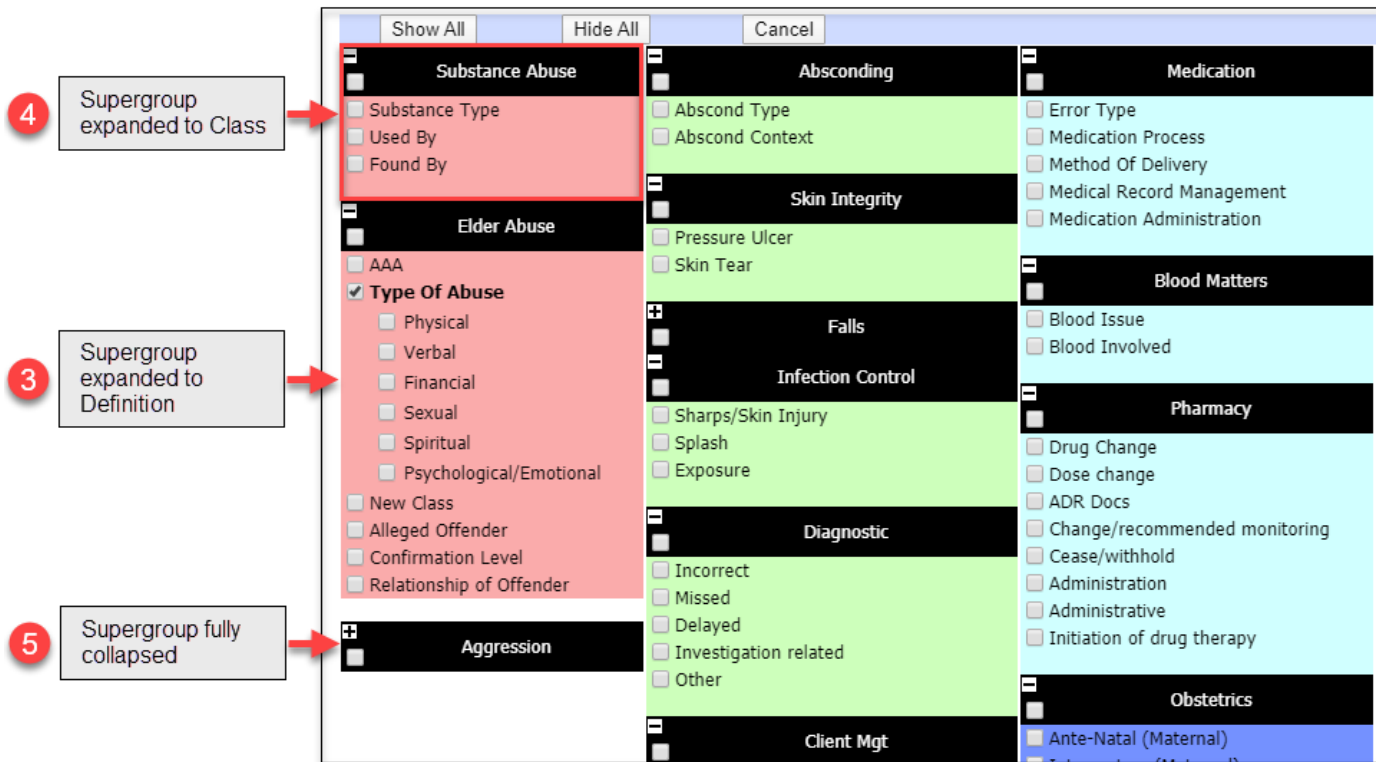 Show All
Hide All
Cancel
4
Supergroup
expanded to Class
3
Supergroup
expanded to
Definition
5
Supergroup fully
collapsed
Substance Abuse
Substance Type
Used By
Found By
Elder Abuse
AAA
Type Of Abuse
Physical
Verbal
Financial
Sexual
Spiritual
Psychological/Emotional
New Class
Alleged Offender
Confirmation Level
Relationship of Offender
Aggression
Absconding
Abscond Type
Abscond Context
Skin Integrity
Pressure Ulcer
Skin Tear
Falls
Infection Control
Sharps/Skin Injury
Splash
Exposure
Diagnostic
Incorrect
Missed
Delayed
Investigation related
Other
Client Mgt
Medication
Error Type
Medication Process
Method Of Delivery
Medical Record Management
Medication Administration
Blood Matters
Blood Issue
Blood Involved
Pharmacy
Drug Change
Dose change
ADR Docs
Change/recommended monitoring
Cease/withhold
Administration
Administrative
Initiation of drug therapy
Obstetrics
Ante-Natal (Maternal)